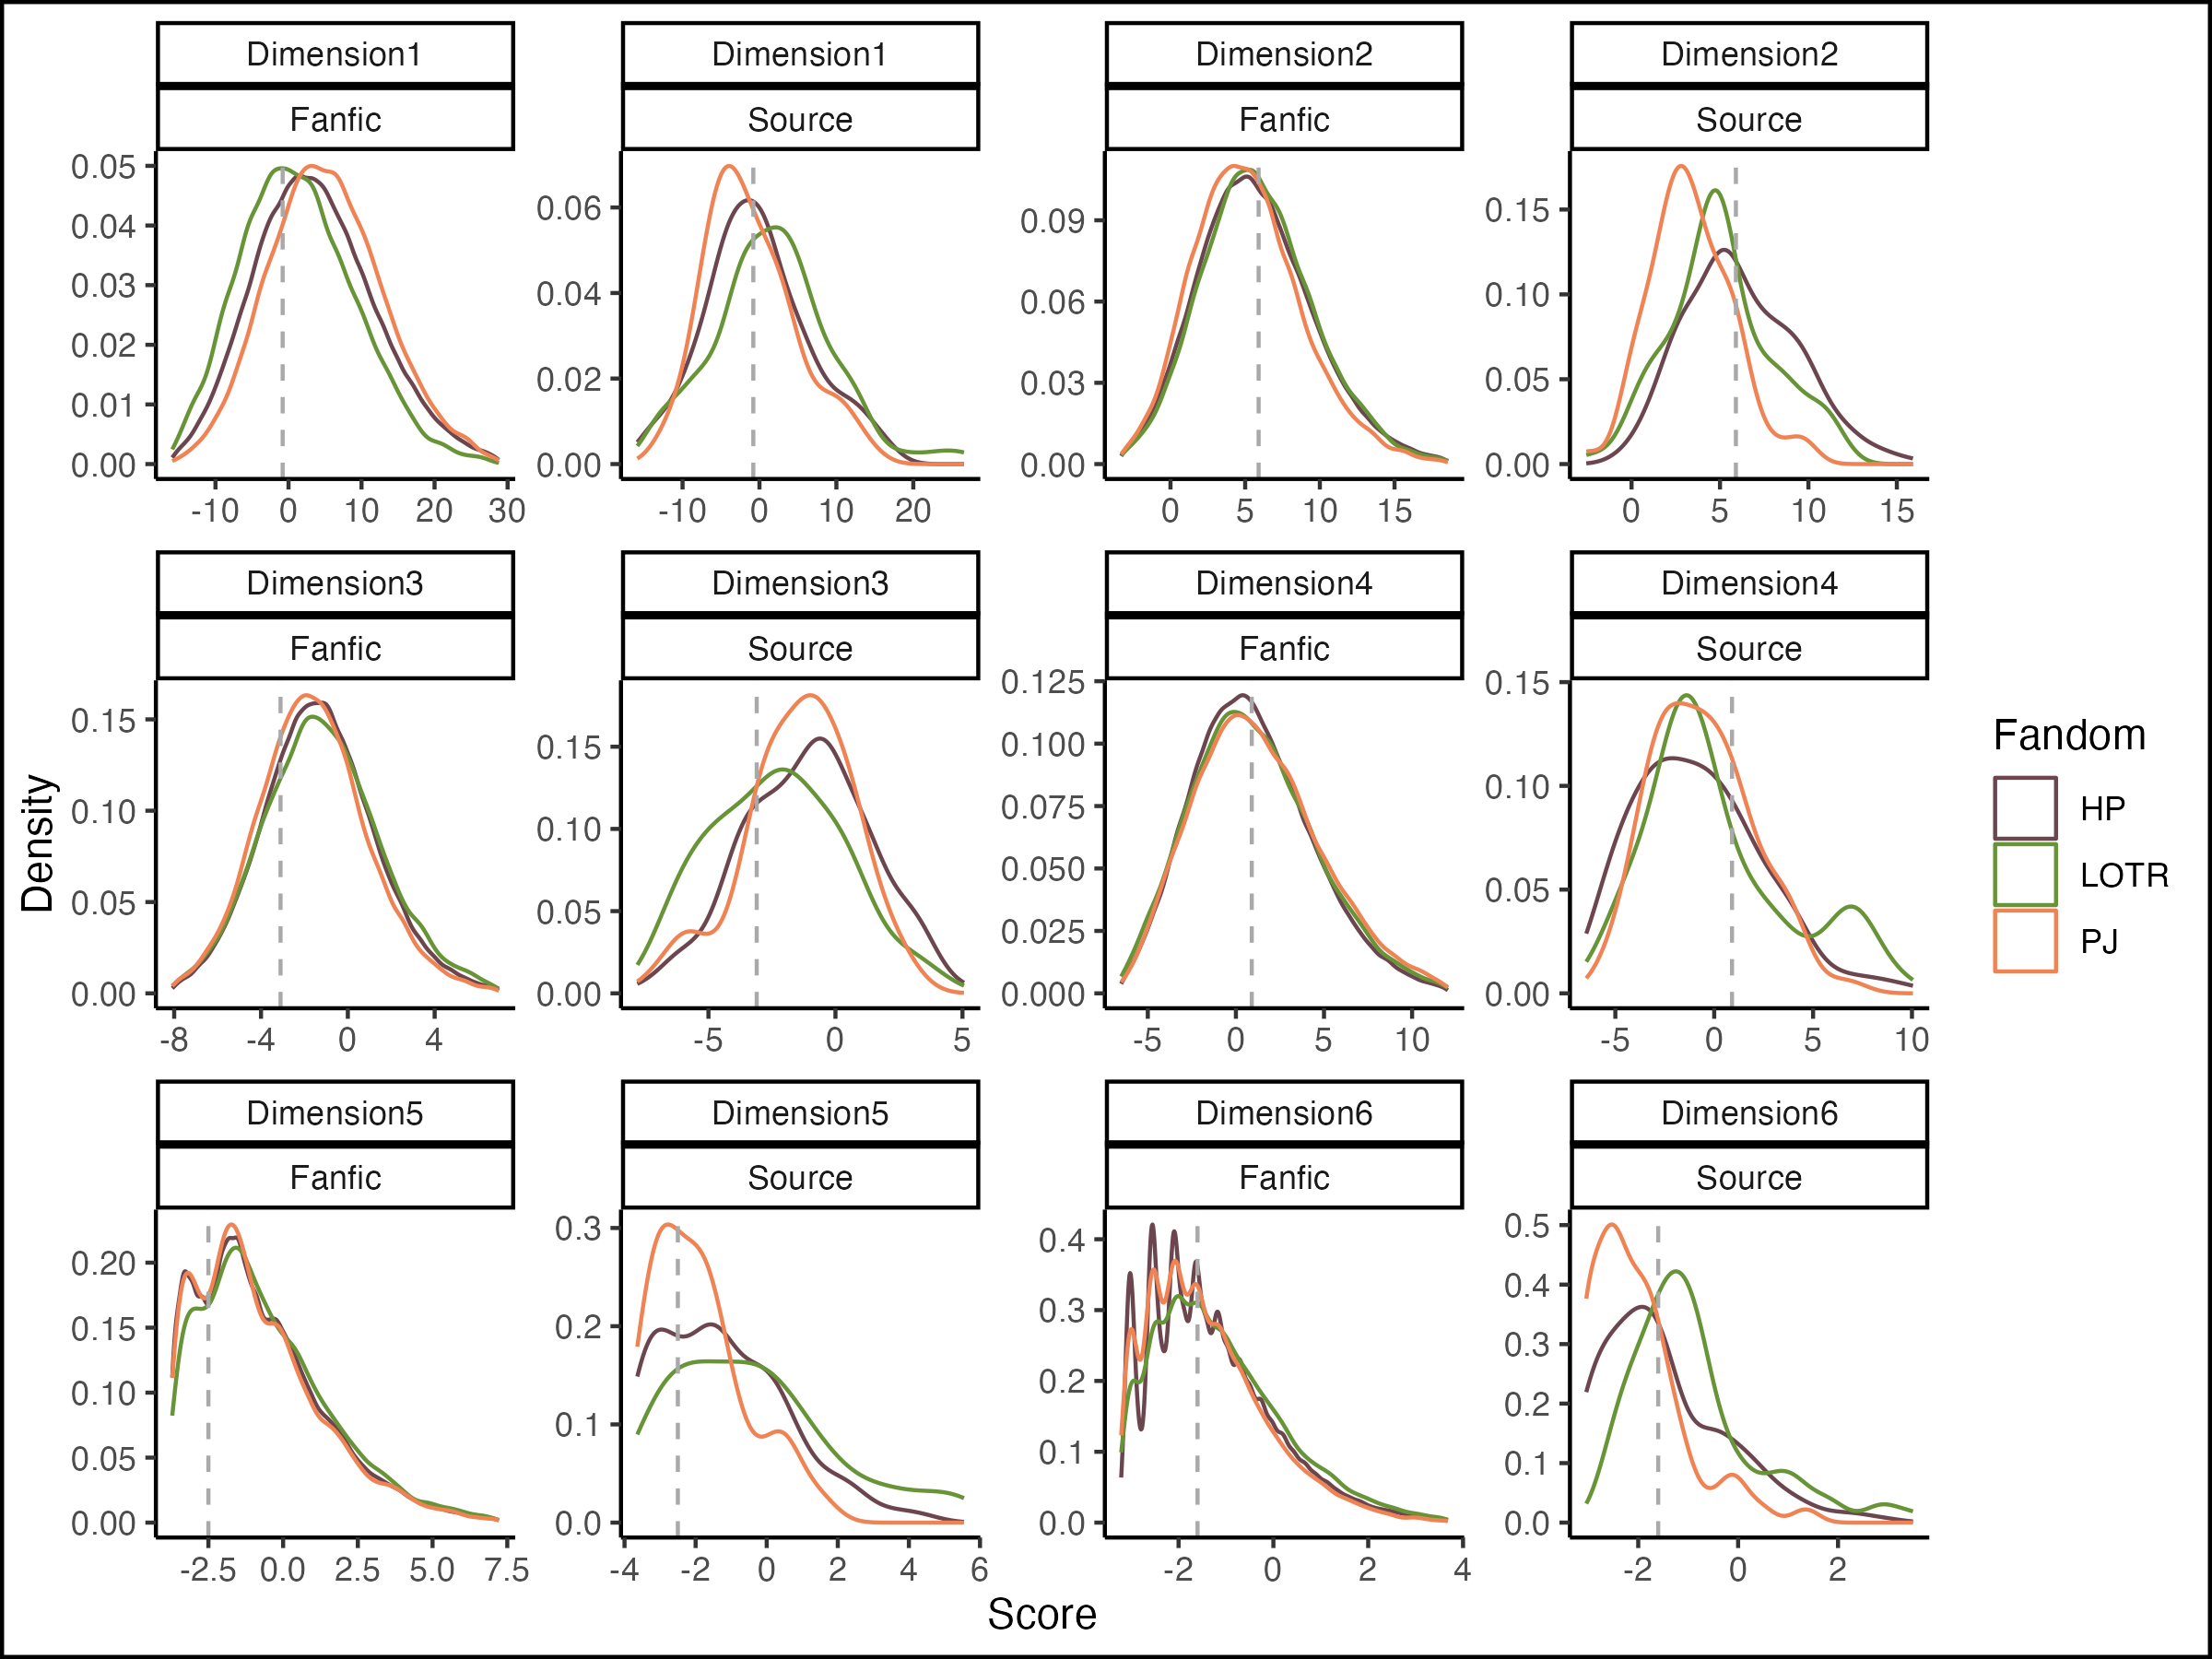 Dimension1 Dimension1 Dimension2 Dimension2
Fanfic Source Fanfic Source
0.05 0.04 0.03 0.02 0.01 0.00
0.06 0.04 0.02 0.00
0.09 0.06 0.03 0.00
0.15 0.10 0.05 0.00
-10 0 10 20 30
-10 0 10 20
0 5 10 15
0 5 10 15
Dimension3 Dimension3 Dimension4 Dimension4
Fanfic Source Fanfic Source
0.15 0.10 0.05 0.00
0.15 0.10 0.05 0.00
0.125 0.100 0.075 0.050 0.025 0.000
0.15 0.10 0.05 0.00
-8 -4 0 4
-5 0 5
-5 0 5 10
-5 0 5 10
Dimension5 Dimension5 Dimension6 Dimension6
Fanfic Source Fanfic Source
0.20 0.15 0.10 0.05 0.00
0.3 0.2 0.1 0.0
0.4 0.3 0.2 0.1 0.0
0.5 0.4 0.3 0.2 0.1 0.0
-2.5 0.0 2.5 5.0 7.5
-4 -2 0 2 4 6
-2 0 2 4
-2 0 2
Density
Score
Fandom
HP
LOTR
PJ